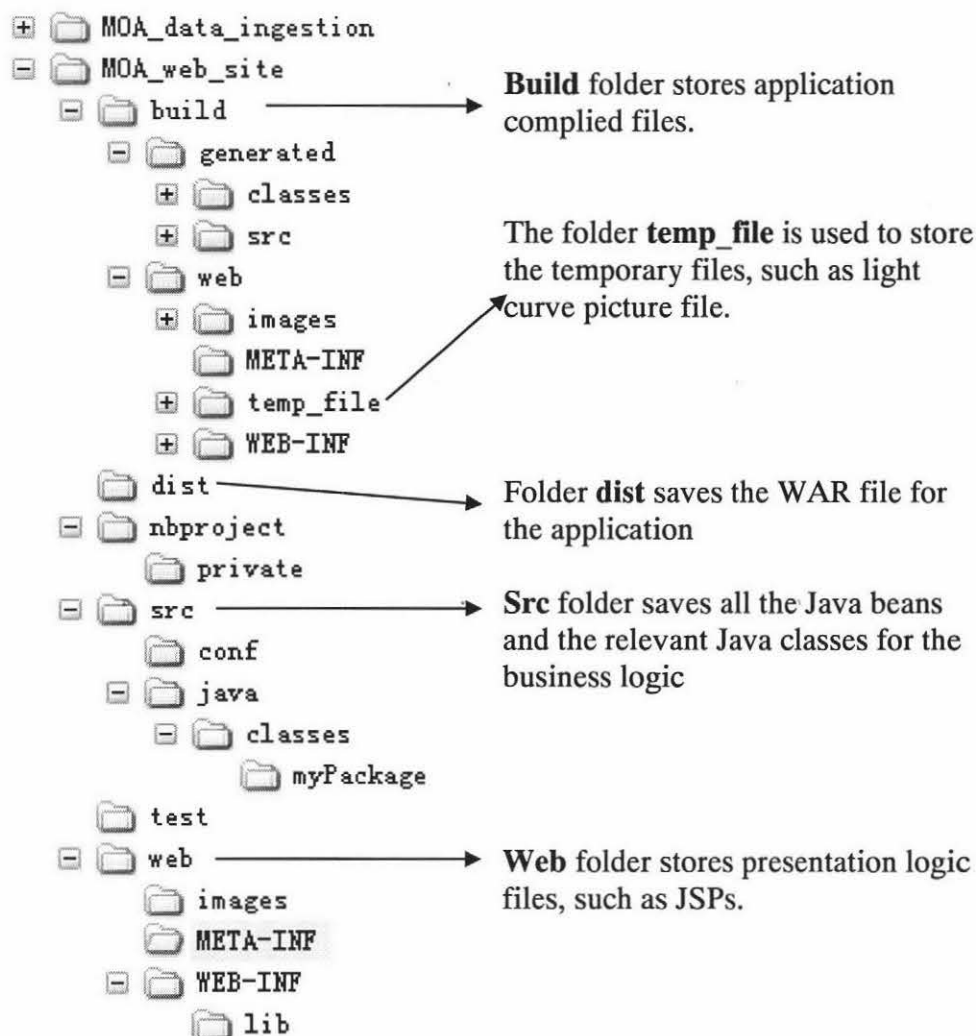 MOA_data_ingestion
MOA_web_site
build
Build folder stores application
complied files.
generated
classes
src
The folder temp_file is used to store
the temporary files, such as light
curve picture file.
web
images
META-INF
temp_file
WEB-INF
dist
Folder dist saves the WAR file for
the application
nbproject
private
src
Src folder saves all the Java beans
and the relevant Java classes for the
business logic
conf
java
classes
myPackage
test
web
Web folder stores presentation logic
files, such as JSPs.
images
META-INF
WEB-INF
lib